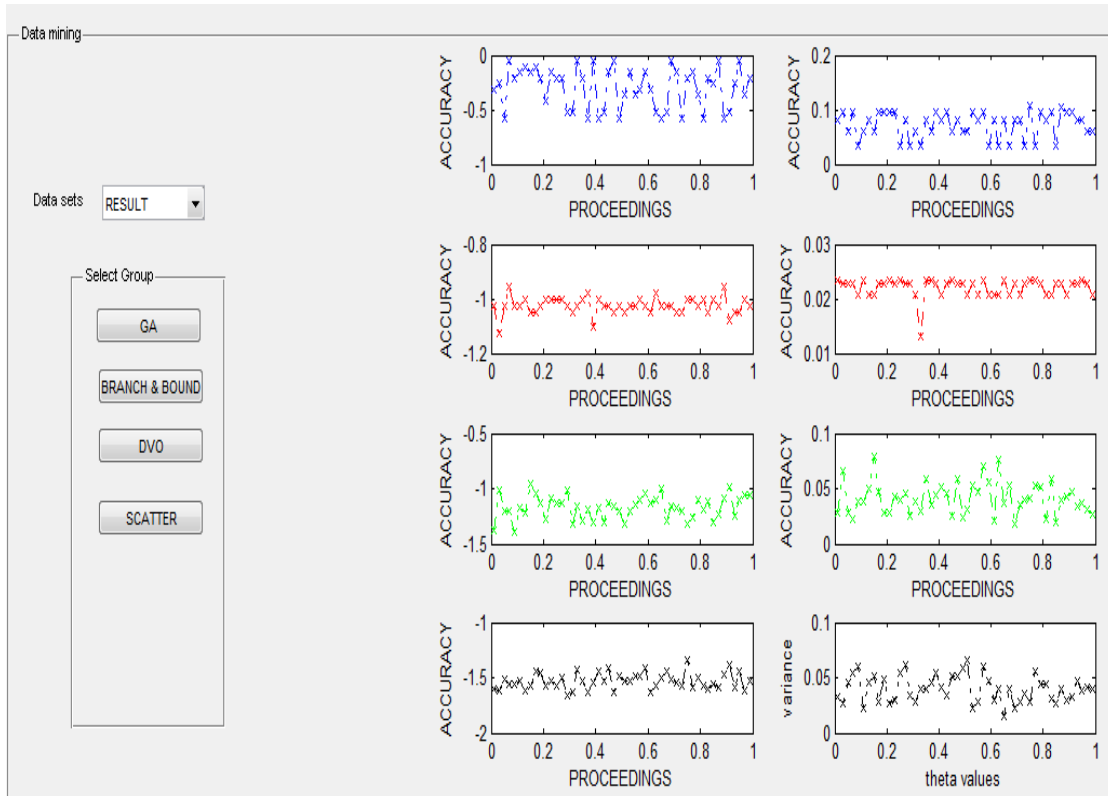 Data mining
Data sets
RESULT
Select Group
GA
BRANCH & BOUND
DVO
SCATTER
ACCURACY
0
-0.5
-1
0 0.2 0.4 0.6 0.8 1
PROCEEDINGS
ACCURACY
0.2
0.1
0
0 0.2 0.4 0.6 0.8 1
PROCEEDINGS
ACCURACY
-0.8
-1
-1.2
0 0.2 0.4 0.6 0.8 1
PROCEEDINGS
ACCURACY
0.03
0.02
0.01
0 0.2 0.4 0.6 0.8 1
PROCEEDINGS
ACCURACY
-0.5
-1
-1.5
0 0.2 0.4 0.6 0.8 1
PROCEEDINGS
ACCURACY
0.1
0.05
0
0 0.2 0.4 0.6 0.8 1
PROCEEDINGS
ACCURACY
-1
-1.5
-2
0 0.2 0.4 0.6 0.8 1
PROCEEDINGS
variance
0.1
0.05
0
0 0.2 0.4 0.6 0.8 1
theta values